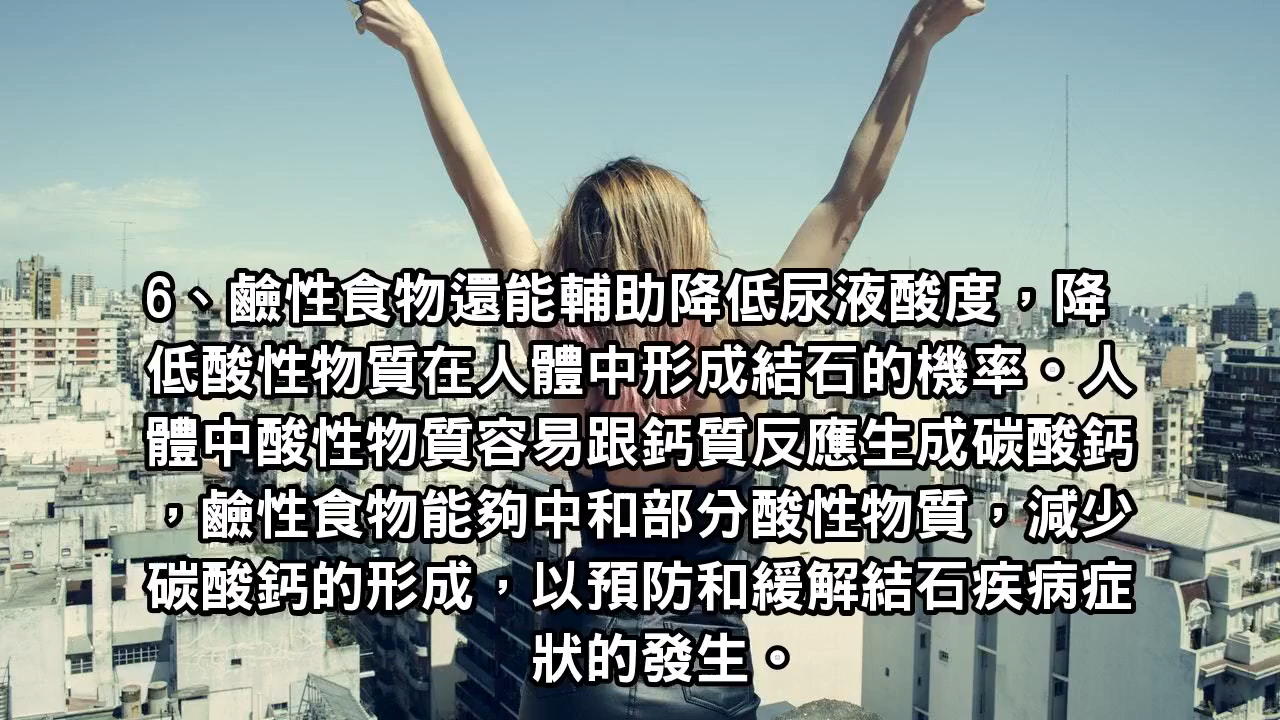 6、鹼性食物還能輔助降低尿液酸度，降
低酸性物質在人體中形成結石的機率。人
體中酸性物質容易跟鈣質反應生成碳酸鈣
，鹼性食物能夠中和部分酸性物質，減少
碳酸鈣的形成，以預防和緩解結石疾病症
狀的發生。